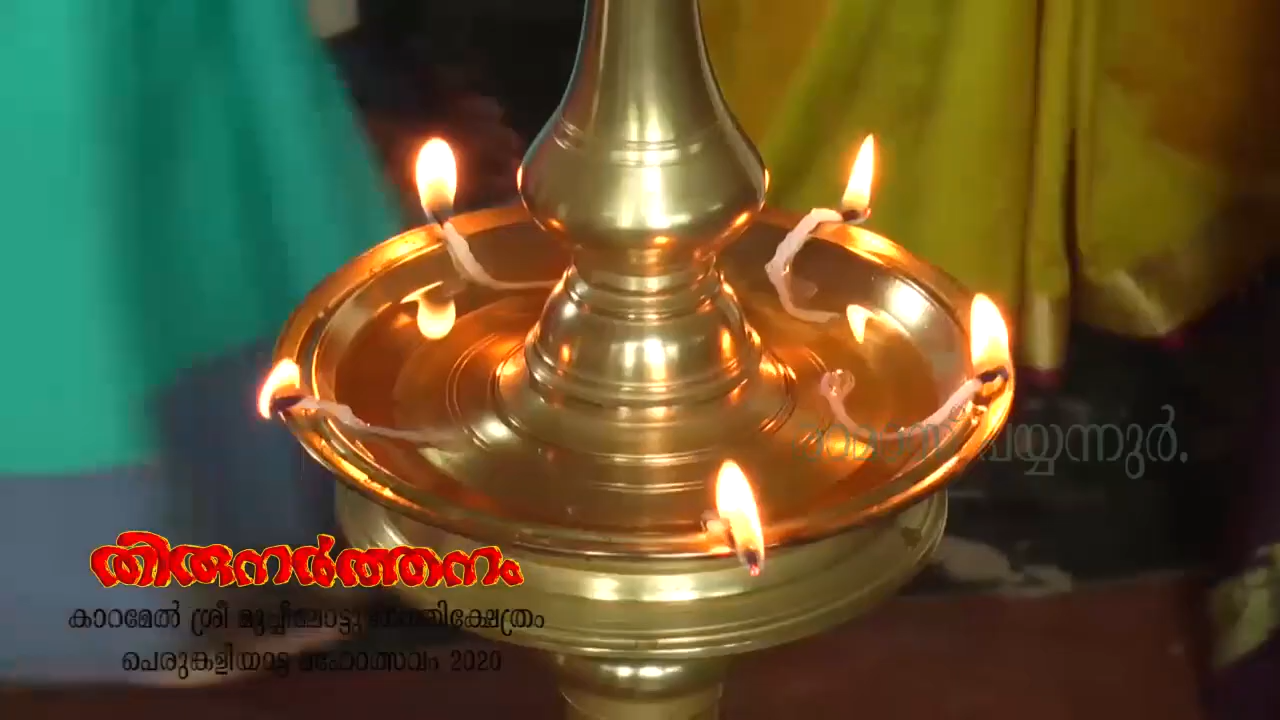 പയ്യന്നുർ.
തിരുനർത്തനം
കാറമേൽ ശ്രീ മുച്ചിലോട്ടു ഭഗവതിക്ഷേത്രം
പെരുങ്കളിയാട്ട മഹോത്സവം 2020